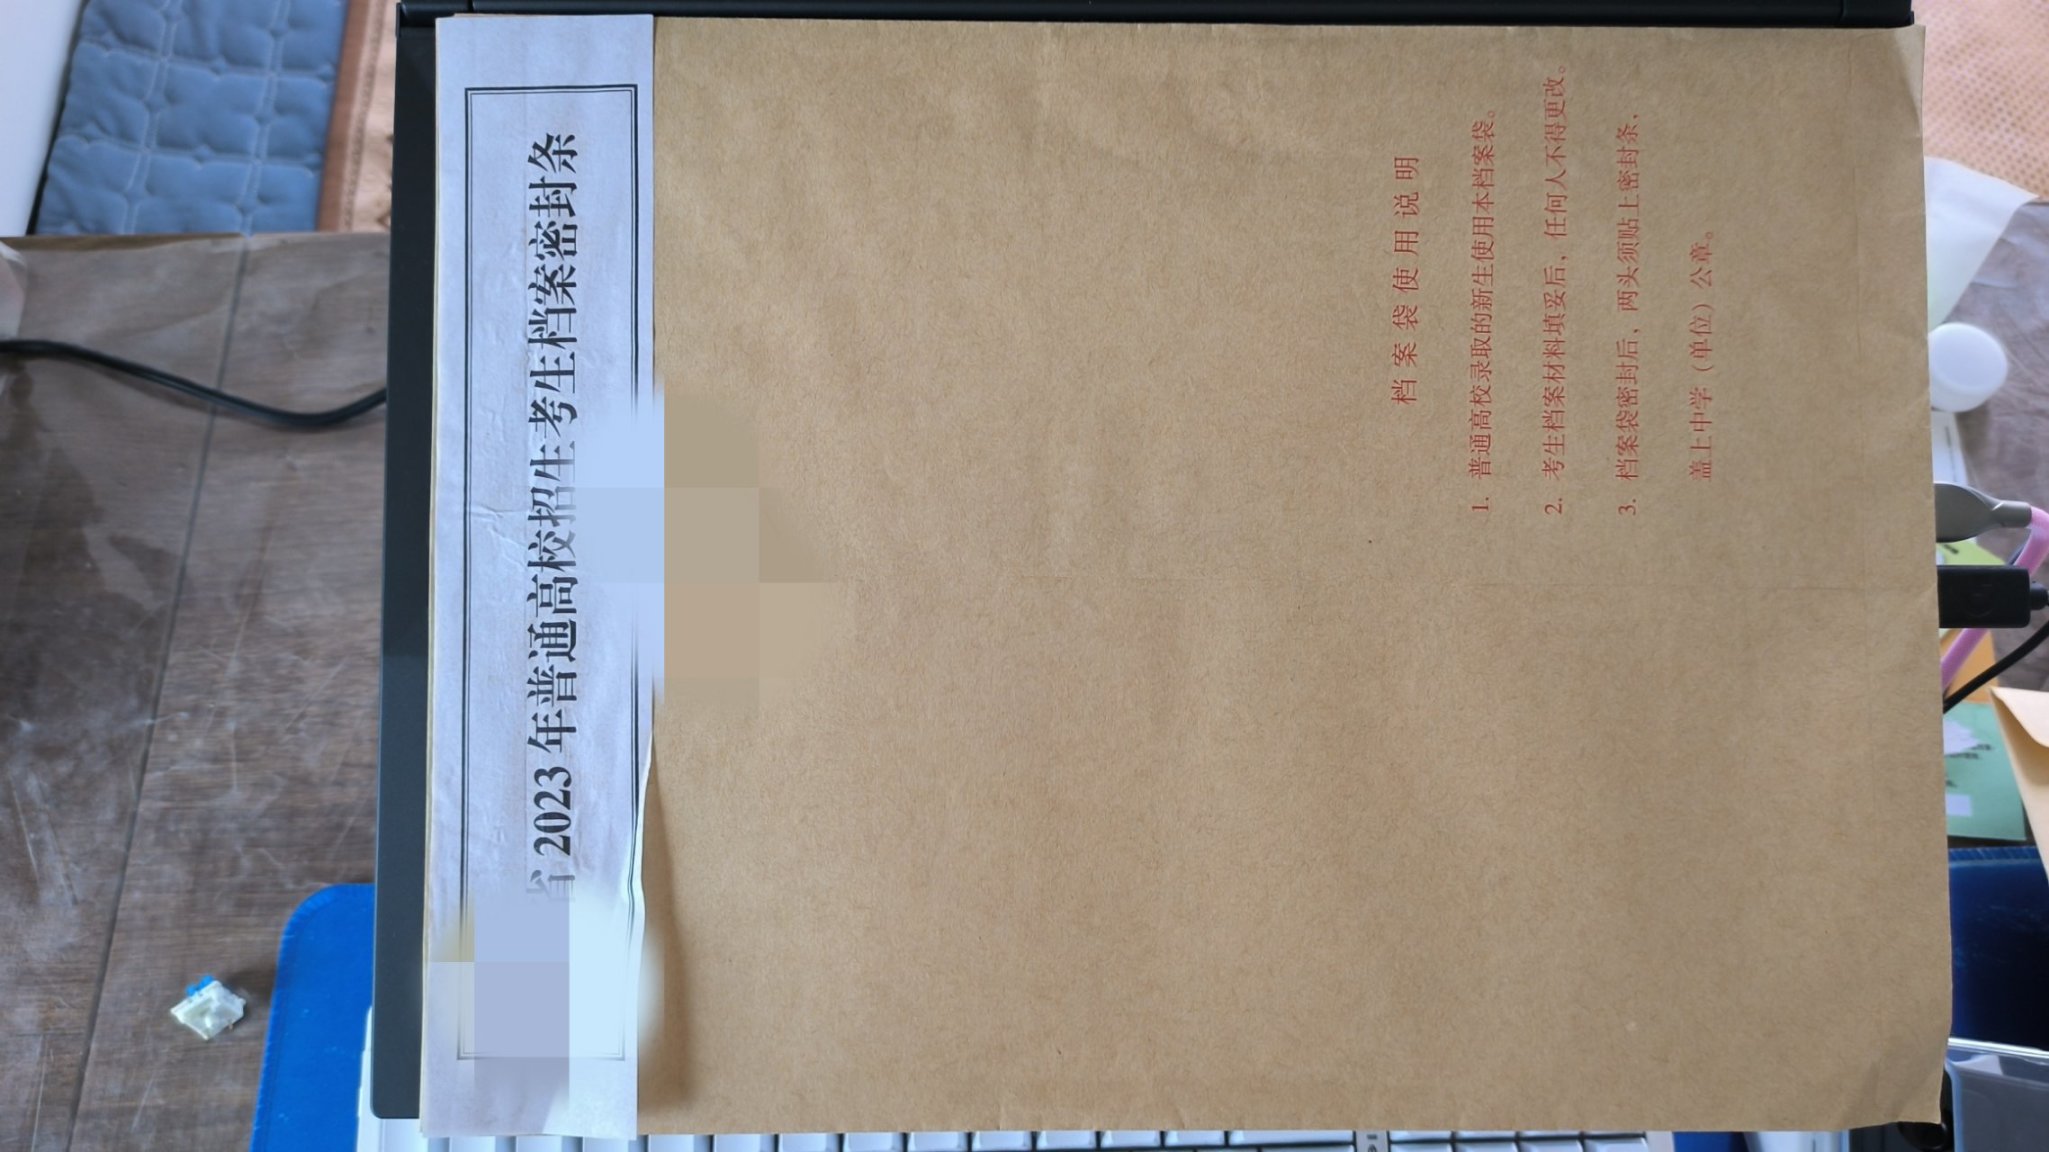 省 2023 年普通高校招生考生档案密封条
档案袋使用说明
1. 普通高校录取的新生使用本档案袋。
2. 考生档案材料填妥后，任何人不得更改。
3. 档案袋密封后，两头须贴上密封条，
盖上中学（单位）公章。